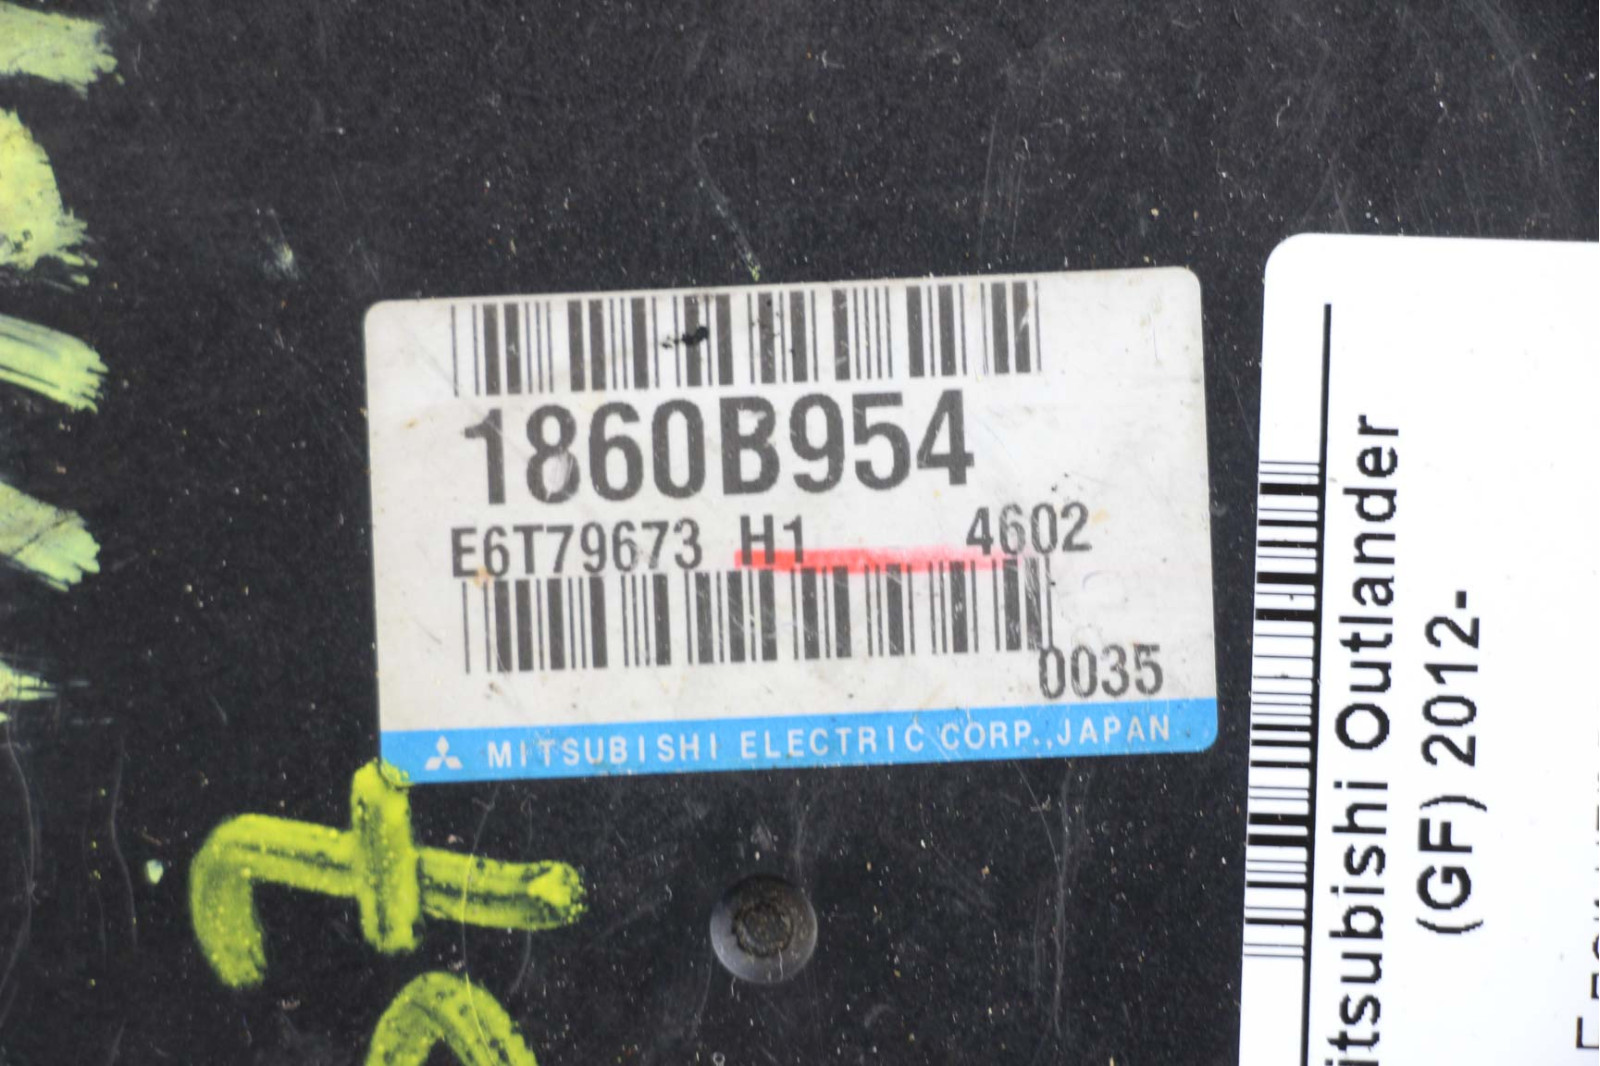 1860B954
E6T79673 H1 4602
0035
MITSUBISHI ELECTRIC CORP., JAPAN
itsubishi Outlander
(GF) 2012-